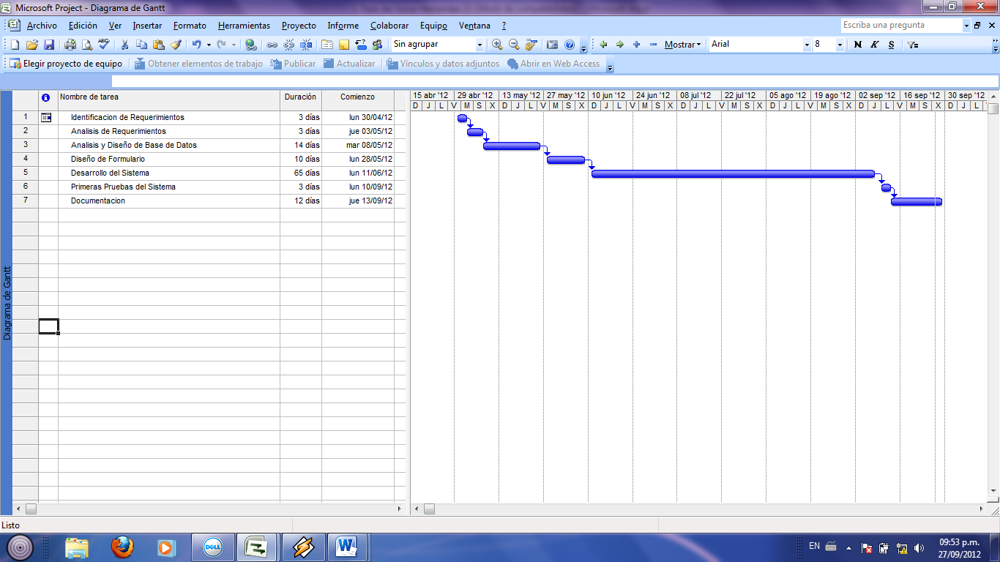 Microsoft Project - Diagrama de Gantt
Archivo Edición Ver Insertar Formato Herramientas Proyecto Informe Colaborar Equipo Ventana ? Escriba una pregunta
Sin agrupar Mostrar Arial 8 N K S
Elegir proyecto de equipo Obtener elementos de trabajo Publicar Actualizar Vínculos y datos adjuntos Abrir en Web Access
Nombre de tarea Duración Comienzo 15 abr '12 29 abr '12 13 may '12 27 may '12 10 jun '12 24 jun '12 08 jul '12 22 jul '12 05 ago '12 19 ago '12 02 sep '12 16 sep '12 30 sep '12
D J L V M S X D J L V M S X D J L V M S X D J L V M S X D J L V M S X D J L V M S X D J L
1 Identificacion de Requerimientos 3 días lun 30/04/12
2 Analisis de Requerimientos 3 días jue 03/05/12
3 Analisis y Diseño de Base de Datos 14 días mar 08/05/12
4 Diseño de Formulario 10 días lun 28/05/12
5 Desarrollo del Sistema 65 días lun 11/06/12
6 Primeras Pruebas del Sistema 3 días lun 10/09/12
7 Documentacion 12 días jue 13/09/12
Diagrama de Gantt
Listo
DELL W EN 09:53 p.m.
27/09/2012